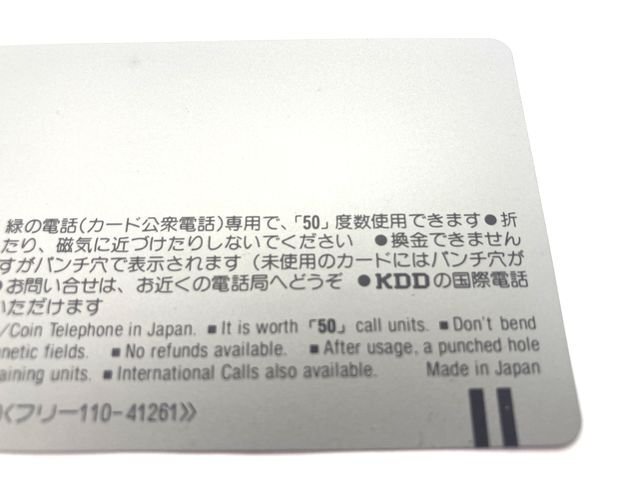 緑の電話(カード公衆電話)専用で、「50」度数使用できます●折
たり、磁気に近づけたりしないでください ●換金できません
すがパンチ穴で表示されます(未使用のカードにはパンチ穴が
●お問い合せは、お近くの電話局へどうぞ ●KDDの国際電話
いただけます
/Coin Telephone in Japan. ■ It is worth「50」call units. ■ Don't bend
netic fields. ■ No refunds available. ■ After usage, a punched hole
aining units. ■ International Calls also available. Made in Japan
《フリー110-41261》